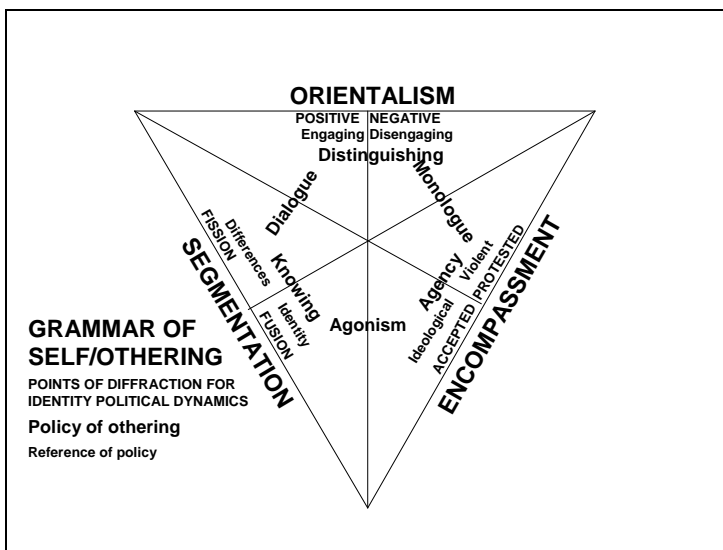 ORIENTALISM
POSITIVE NEGATIVE
Engaging Disengaging
Distinguishing
Dialogue
Monologue
FISSION
Differences
Knowing
SEGMENTATION
Identity
FUSION
Agonism
Agency
Violent
PROTESTED
Ideological
ACCEPTED
ENCOMPASSMENT
GRAMMAR OF
SELF/OTHERING
POINTS OF DIFFRACTION FOR
IDENTITY POLITICAL DYNAMICS
Policy of othering
Reference of policy